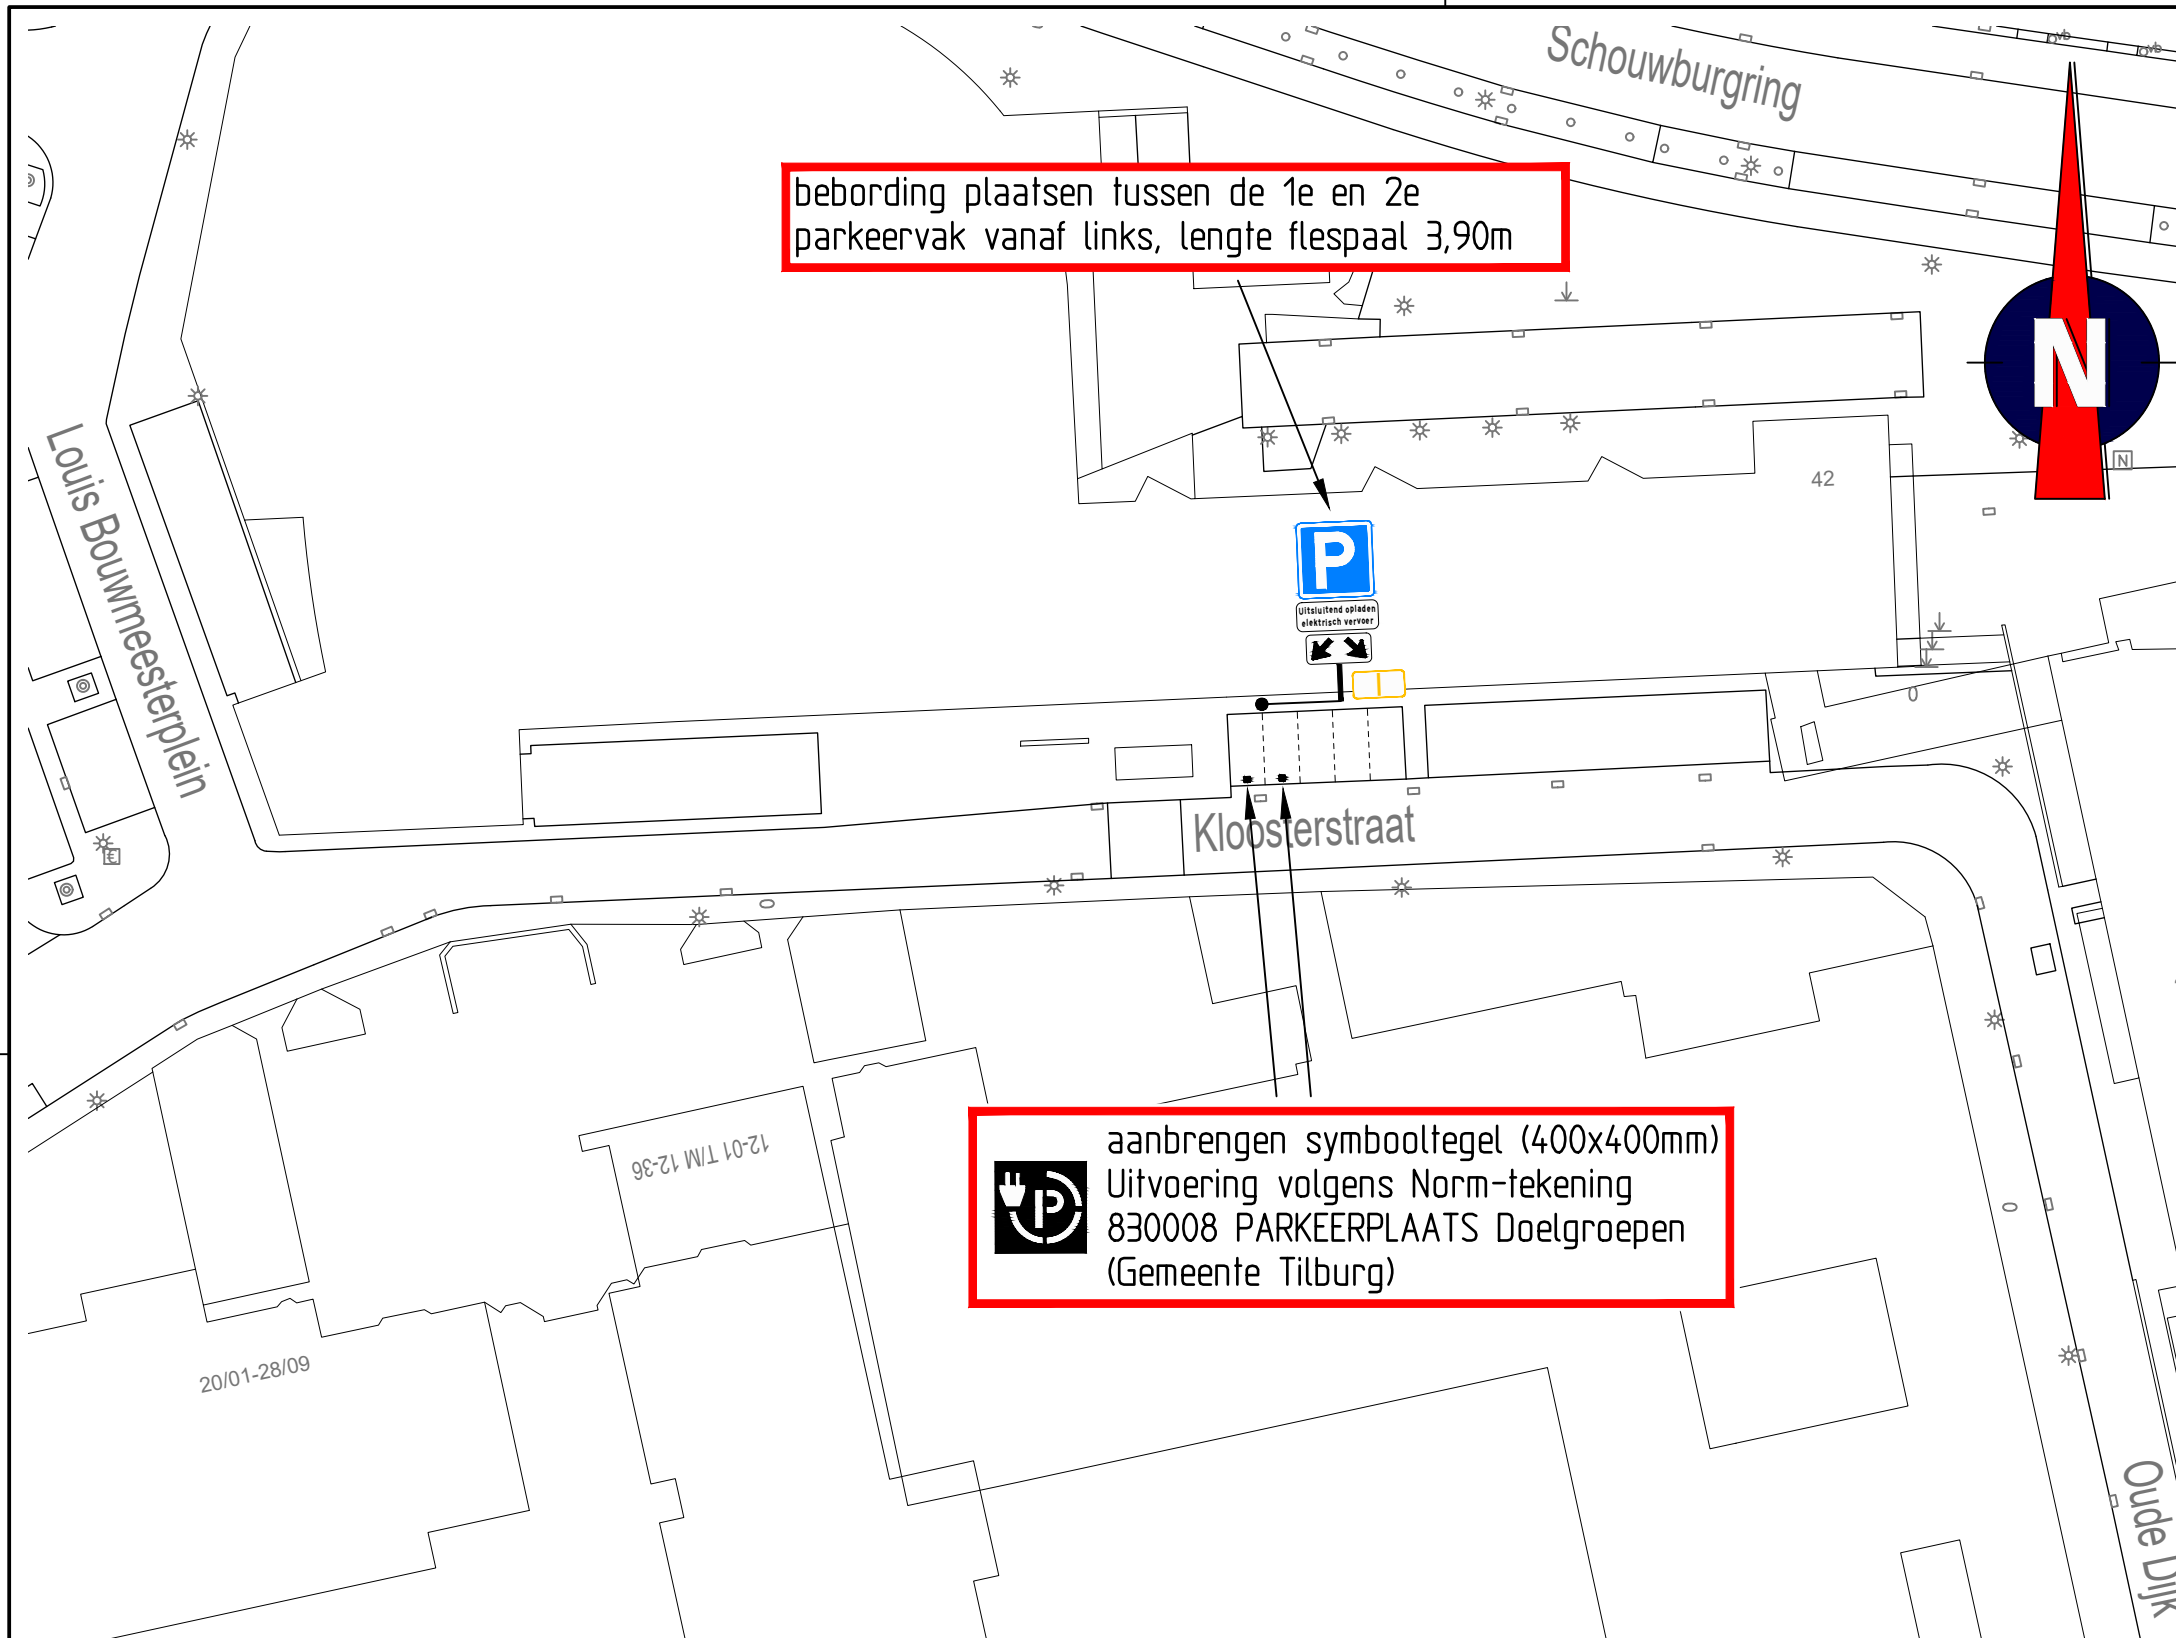 Schouwburgring
vb
vb
bebording plaatsen tussen de 1e en 2e
parkeervak vanaf links, lengte flespaal 3,90m
N
N
42
Louis Bouwmeesterplein
P
Uitsluitend opladen
elektrisch vervoer
Kloosterstraat
€
aanbrengen symbooltegel (400x400mm)
Uitvoering volgens Norm-tekening
830008 PARKEERPLAATS Doelgroepen
(Gemeente Tilburg)
P
12-01 T/M 12-36
20/01-28/09
Oude Dijk